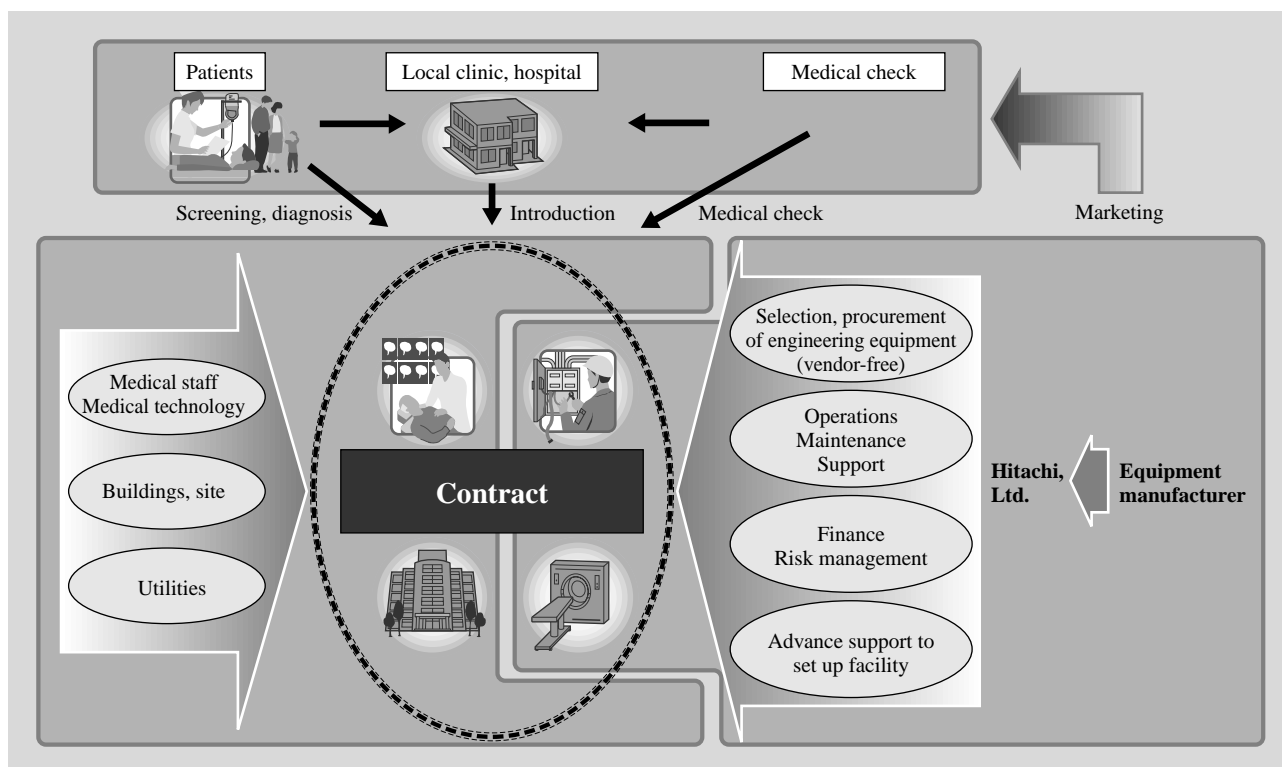 Patients
Local clinic, hospital
Medical check
Screening, diagnosis
Introduction
Medical check
Marketing
Medical staff
Medical technology
Buildings, site
Utilities
Contract
Selection, procurement
of engineering equipment
(vendor-free)
Operations
Maintenance
Support
Finance
Risk management
Advance support to
set up facility
Hitachi,
Ltd.
Equipment
manufacturer